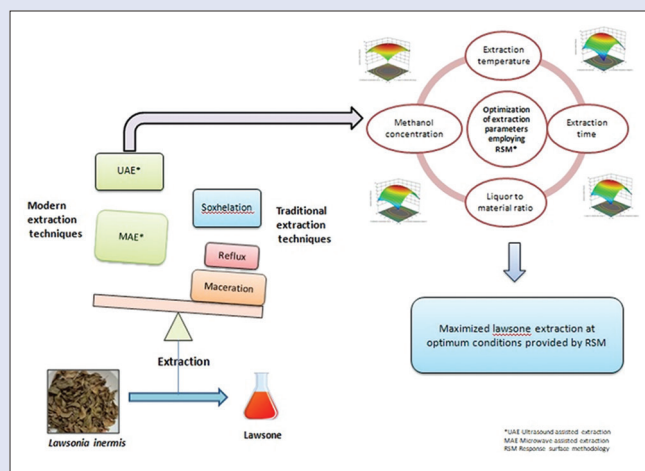 Extraction
temperature
Methanol
concentration
Optimization
of extraction
parameters
employing
RSM*
Extraction
time
Liquor to
material ratio
UAE*
Modern
extraction
techniques
MAE*
Soxhelation
Traditional
extraction
techniques
Reflux
Maceration
Maximized lawsone extraction at
optimum conditions provided by RSM
Extraction
Lawsonia inermis
Lawsone
*UAE Ultrasound assisted extraction
MAE Microwave assisted extraction
RSM Response surface methodology